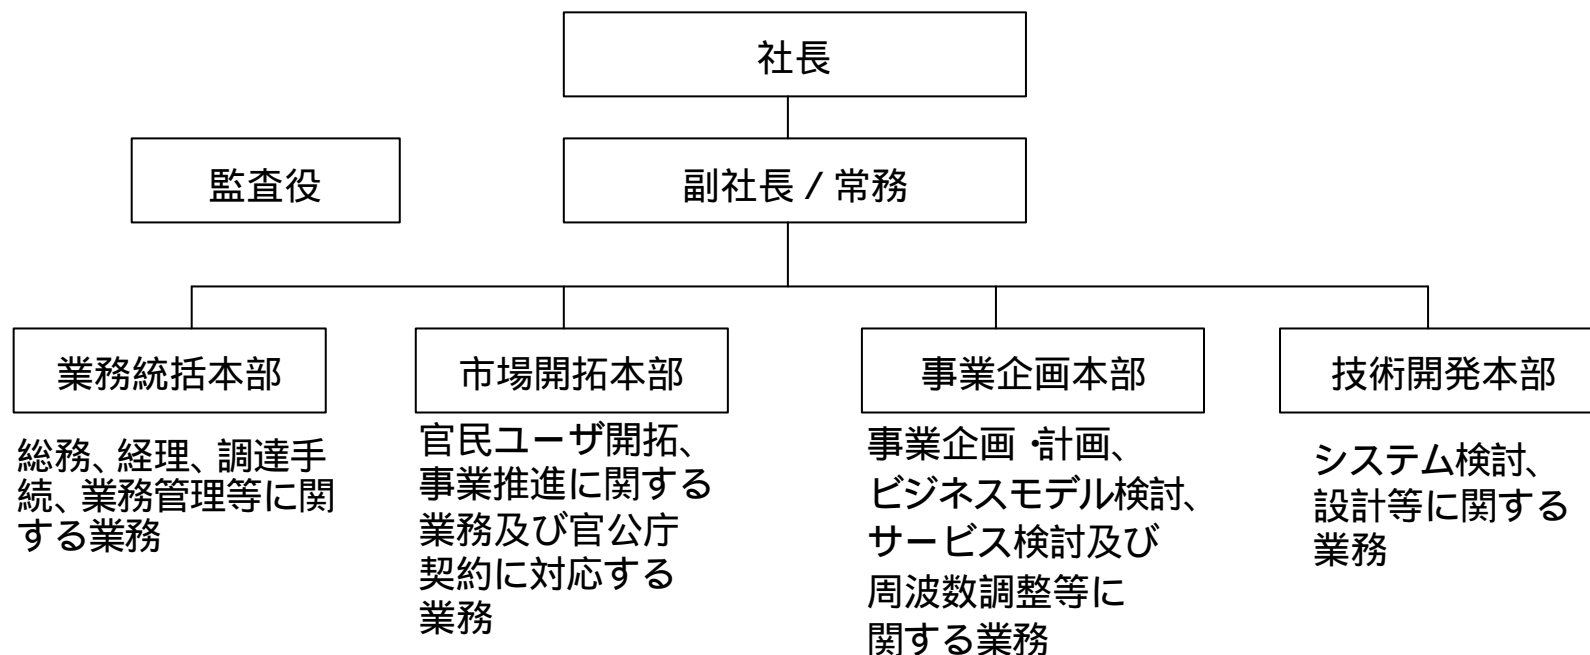 社長
監査役
副社長 / 常務
業務統括本部
市場開拓本部
事業企画本部
技術開発本部
総務、経理、調達手
続、業務管理等に関
する業務
官民ユーザ開拓、
事業推進に関する
業務及び官公庁
契約に対応する
業務
事業企画・計画、
ビジネスモデル検討、
サービス検討及び
周波数調整等に
関する業務
システム検討、
設計等に関する
業務